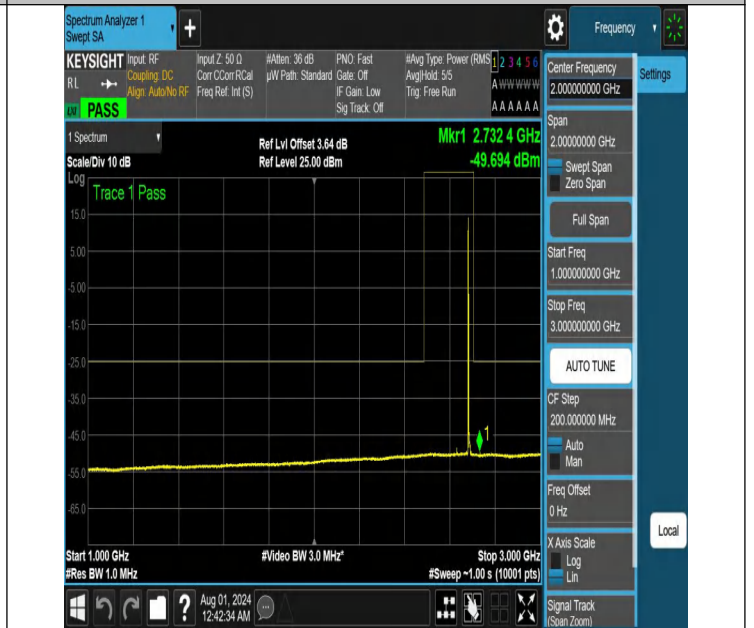 Spectrum Analyzer 1
Swept SA
+
Frequency
KEYSIGHT
RL
LXI
PASS
Input: RF
Coupling: DC
Align: Auto/No RF
Input Z: 50 Ω
Corr CCorr RCal
Freq Ref: Int (S)
#Atten: 36 dB
µW Path: Standard
PNO: Fast
Gate: Off
IF Gain: Low
Sig Track: Off
#Avg Type: Power (RMS
Avg|Hold: 5/5
Trig: Free Run
1 2 3 4 5 6
A W W W W W
A A A A A A
1 Spectrum
Scale/Div 10 dB
Ref Lvl Offset 3.64 dB
Ref Level 25.00 dBm
Mkr1 2.732 4 GHz
-49.694 dBm
Log
Trace 1 Pass
15.0
5.00
-5.00
-15.0
-25.0
-35.0
-45.0
-55.0
-65.0
1
Start 1.000 GHz
#Res BW 1.0 MHz
#Video BW 3.0 MHz*
Stop 3.000 GHz
#Sweep ~1.00 s (10001 pts)
Center Frequency
2.000000000 GHz
Span
2.00000000 GHz
Swept Span
Zero Span
Full Span
Start Freq
1.000000000 GHz
Stop Freq
3.000000000 GHz
AUTO TUNE
CF Step
200.000000 MHz
Auto
Man
Freq Offset
0 Hz
X Axis Scale
Log
Lin
Signal Track
(Span Zoom)
Settings
Local
?
Aug 01, 2024
12:42:34 AM